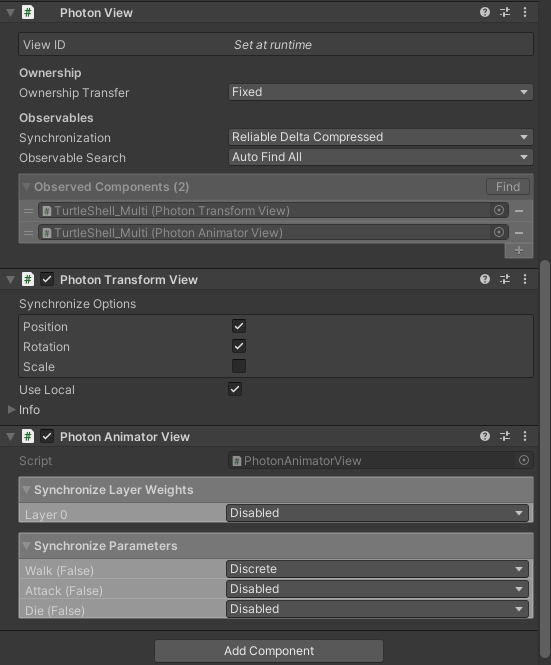 # Photon View
View ID Set at runtime
Ownership
Ownership Transfer Fixed
Observables
Synchronization Reliable Delta Compressed
Observable Search Auto Find All
Observed Components (2) Find
# TurtleShell_Multi (Photon Transform View)
# TurtleShell_Multi (Photon Animator View)
# Photon Transform View
Synchronize Options
Position
Rotation
Scale
Use Local
Info
# Photon Animator View
Script # PhotonAnimatorView
Synchronize Layer Weights
Layer 0 Disabled
Synchronize Parameters
Walk (False) Discrete
Attack (False) Disabled
Die (False) Disabled
Add Component